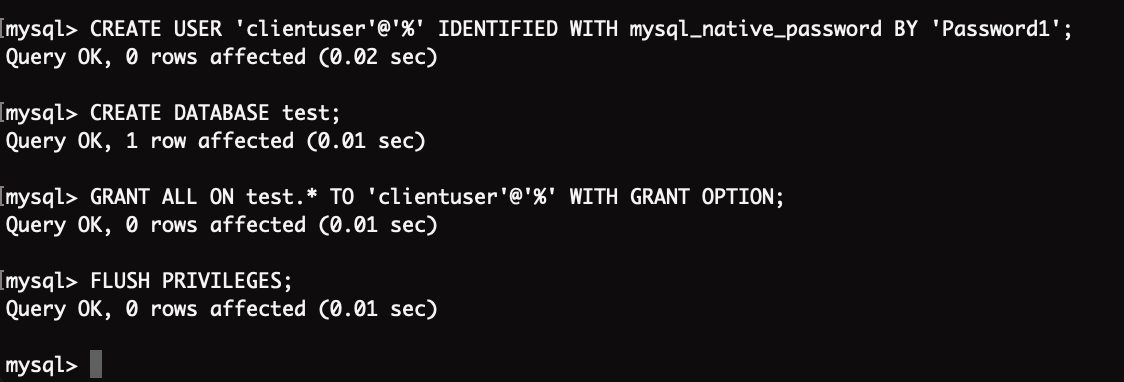 mysql> CREATE USER 'clientuser'@'%' IDENTIFIED WITH mysql_native_password BY 'Password1';
Query OK, 0 rows affected (0.02 sec)
mysql> CREATE DATABASE test;
Query OK, 1 row affected (0.01 sec)
mysql> GRANT ALL ON test.* TO 'clientuser'@'%' WITH GRANT OPTION;
Query OK, 0 rows affected (0.01 sec)
mysql> FLUSH PRIVILEGES;
Query OK, 0 rows affected (0.01 sec)
mysql>